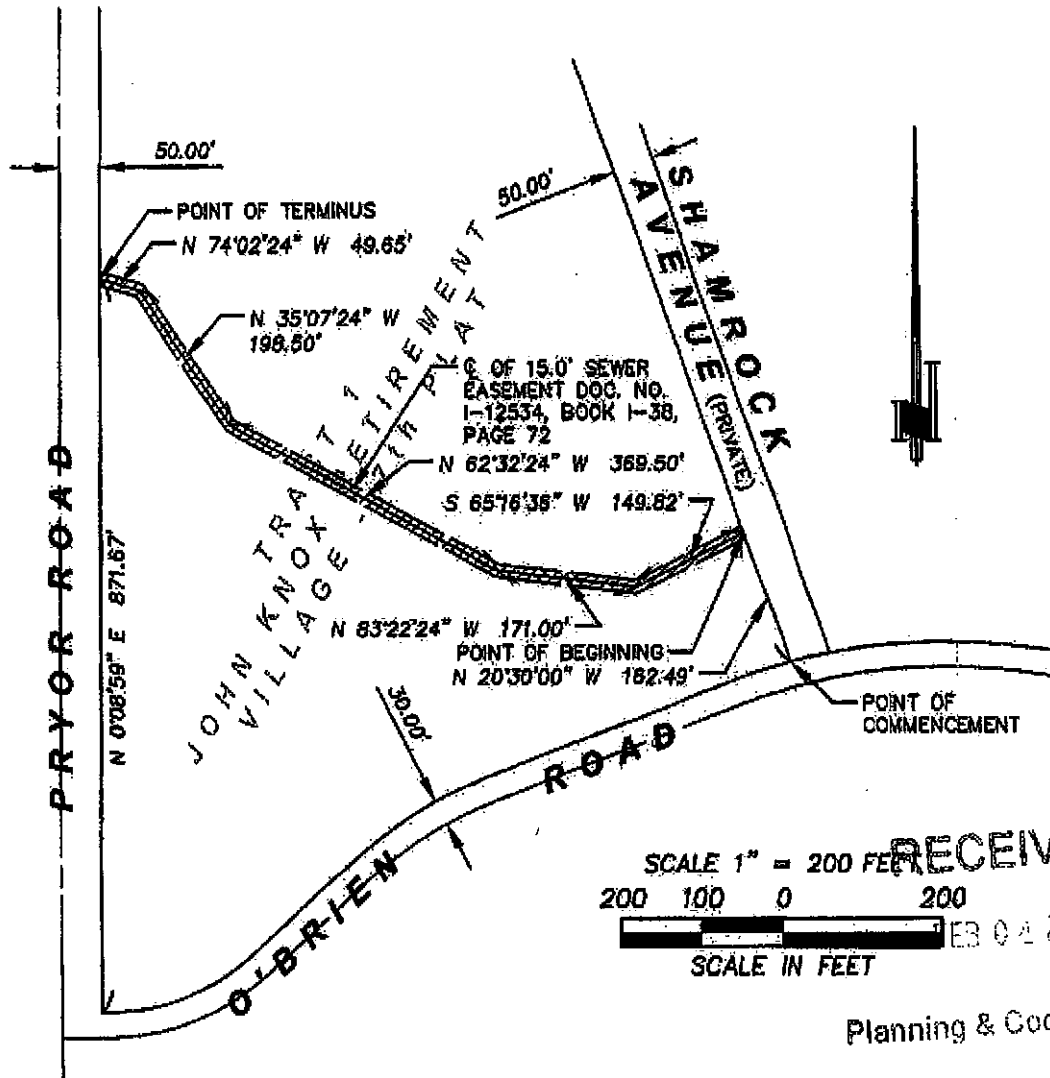 50.00'
POINT OF TERMINUS
N 74°02'24" W 49.65'
N 35°07'24" W
198.50'
50.00'
SHAMROCK
AVENUE (PRIVATE)
TRACT 1
JOHN KNOX RETIREMENT
VILLAGE 7th PLAT
℄ OF 15.0' SEWER
EASEMENT DOC. NO.
I-12534, BOOK I-38,
PAGE 72
N 62°32'24" W 369.50'
S 65°16'36" W 149.82'
N 83°22'24" W 171.00'
POINT OF BEGINNING
N 20°30'00" W 162.49'
POINT OF
COMMENCEMENT
PRYOR ROAD
N 0°08'59" E 871.67'
30.00'
O'BRIEN ROAD
SCALE 1" = 200 FEET
200 100 0 200
SCALE IN FEET
RECEIV
FEB 04
Planning &